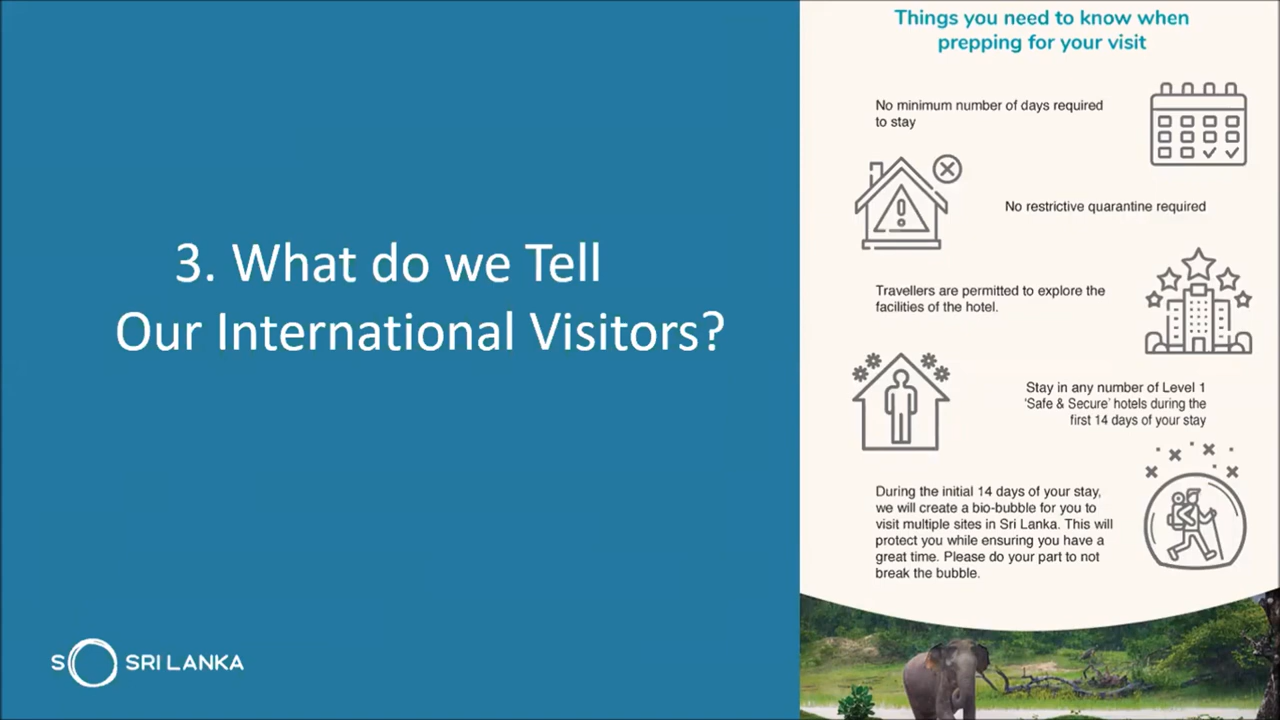 3. What do we Tell
Our International Visitors?
SO SRI LANKA
Things you need to know when
prepping for your visit
No minimum number of days required
to stay
No restrictive quarantine required
Travellers are permitted to explore the
facilities of the hotel.
Stay in any number of Level 1
‘Safe & Secure’ hotels during the
first 14 days of your stay
During the initial 14 days of your stay,
we will create a bio-bubble for you to
visit multiple sites in Sri Lanka. This will
protect you while ensuring you have a
great time. Please do your part to not
break the bubble.